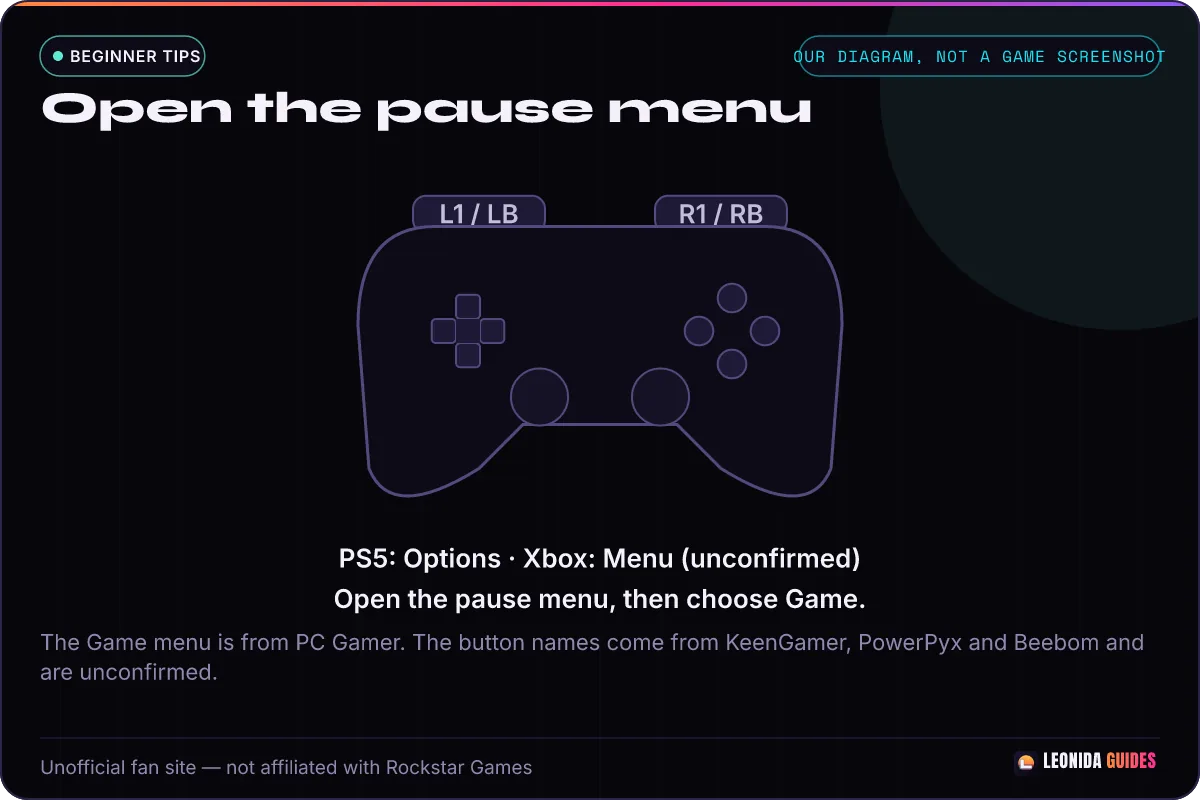 BEGINNER TIPS
OUR DIAGRAM, NOT A GAME SCREENSHOT
Open the pause menu
L1 / LB
R1 / RB
PS5: Options · Xbox: Menu (unconfirmed)
Open the pause menu, then choose Game.
The Game menu is from PC Gamer. The button names come from KeenGamer, PowerPyx and Beebom and
are unconfirmed.
Unofficial fan site — not affiliated with Rockstar Games
LEONIDA GUIDES